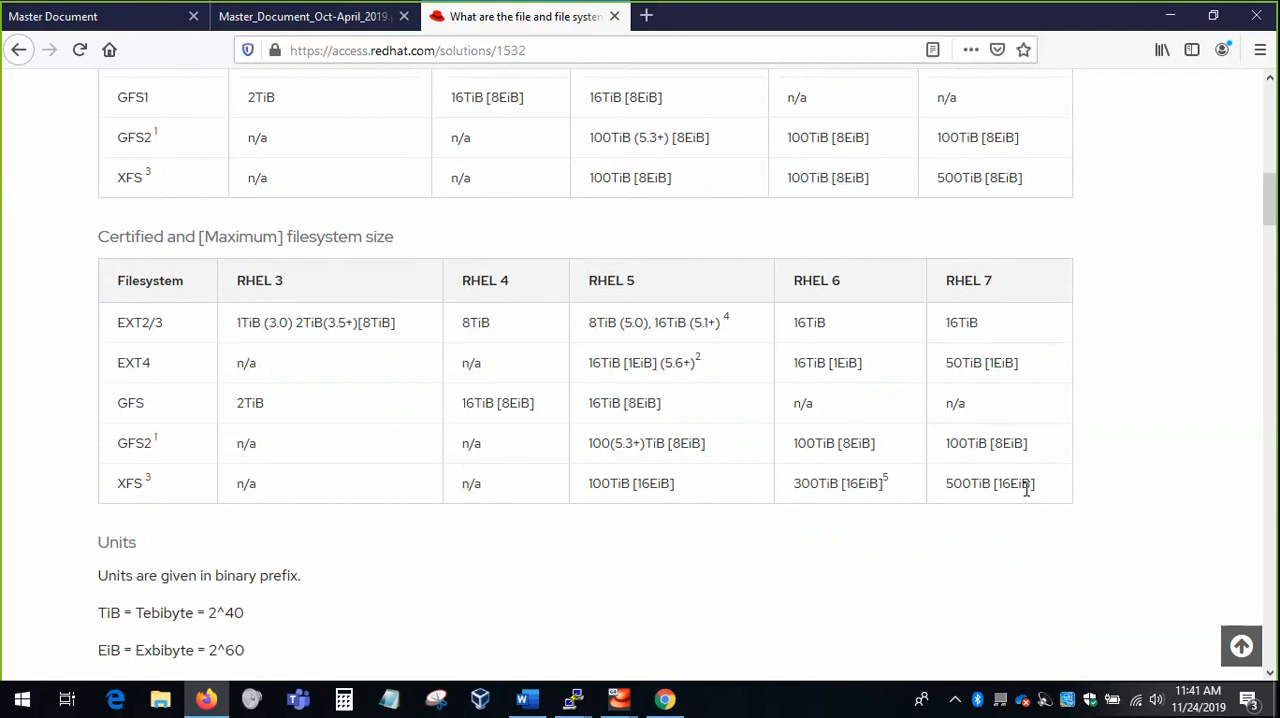 Master Document
Master_Document_Oct-April_2019.
What are the file and file system
https://access.redhat.com/solutions/1532
GFS1 2TiB 16TiB [8EiB] 16TiB [8EiB] n/a n/a
GFS2 1 n/a n/a 100TiB (5.3+) [8EiB] 100TiB [8EiB] 100TiB [8EiB]
XFS 3 n/a n/a 100TiB [8EiB] 100TiB [8EiB] 500TiB [8EiB]
Certified and [Maximum] filesystem size
Filesystem RHEL 3 RHEL 4 RHEL 5 RHEL 6 RHEL 7
EXT2/3 1TiB (3.0) 2TiB(3.5+)[8TiB] 8TiB 8TiB (5.0), 16TiB (5.1+) 4 16TiB 16TiB
EXT4 n/a n/a 16TiB [1EiB] (5.6+)2 16TiB [1EiB] 50TiB [1EiB]
GFS 2TiB 16TiB [8EiB] 16TiB [8EiB] n/a n/a
GFS2 1 n/a n/a 100(5.3+)TiB [8EiB] 100TiB [8EiB] 100TiB [8EiB]
XFS 3 n/a n/a 100TiB [16EiB] 300TiB [16EiB]5 500TiB [16EiB]
Units
Units are given in binary prefix.
TiB = Tebibyte = 2^40
EiB = Exbibyte = 2^60
11:41 AM
11/24/2019
3